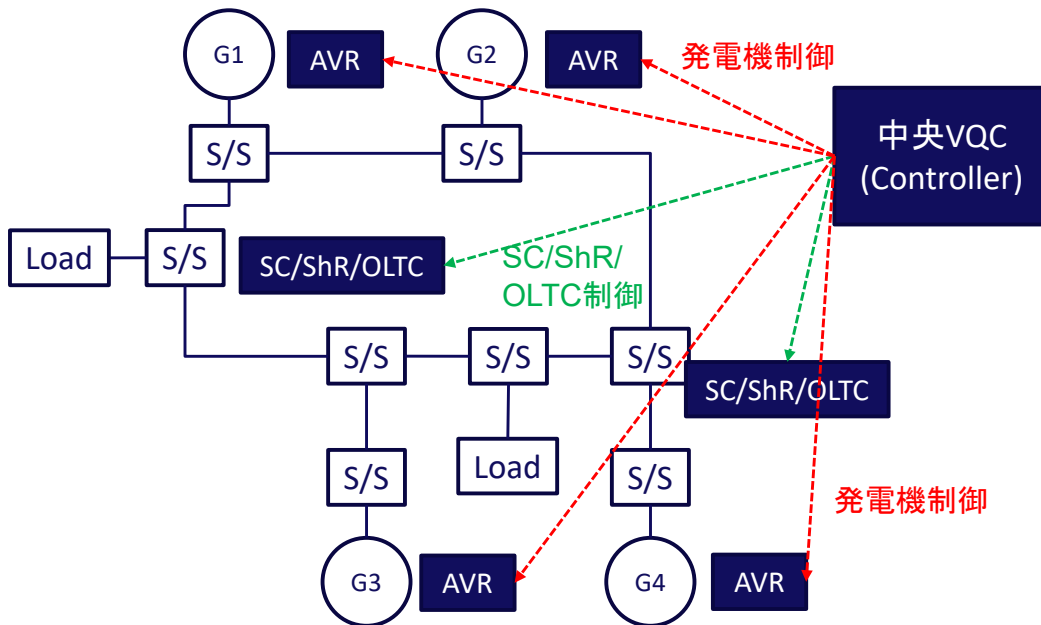 G1
AVR
G2
AVR
発電機制御
中央VQC
(Controller)
S/S
S/S
Load
S/S
SC/ShR/OLTC
SC/ShR/
OLTC制御
S/S
S/S
S/S
SC/ShR/OLTC
S/S
Load
S/S
発電機制御
G3
AVR
G4
AVR